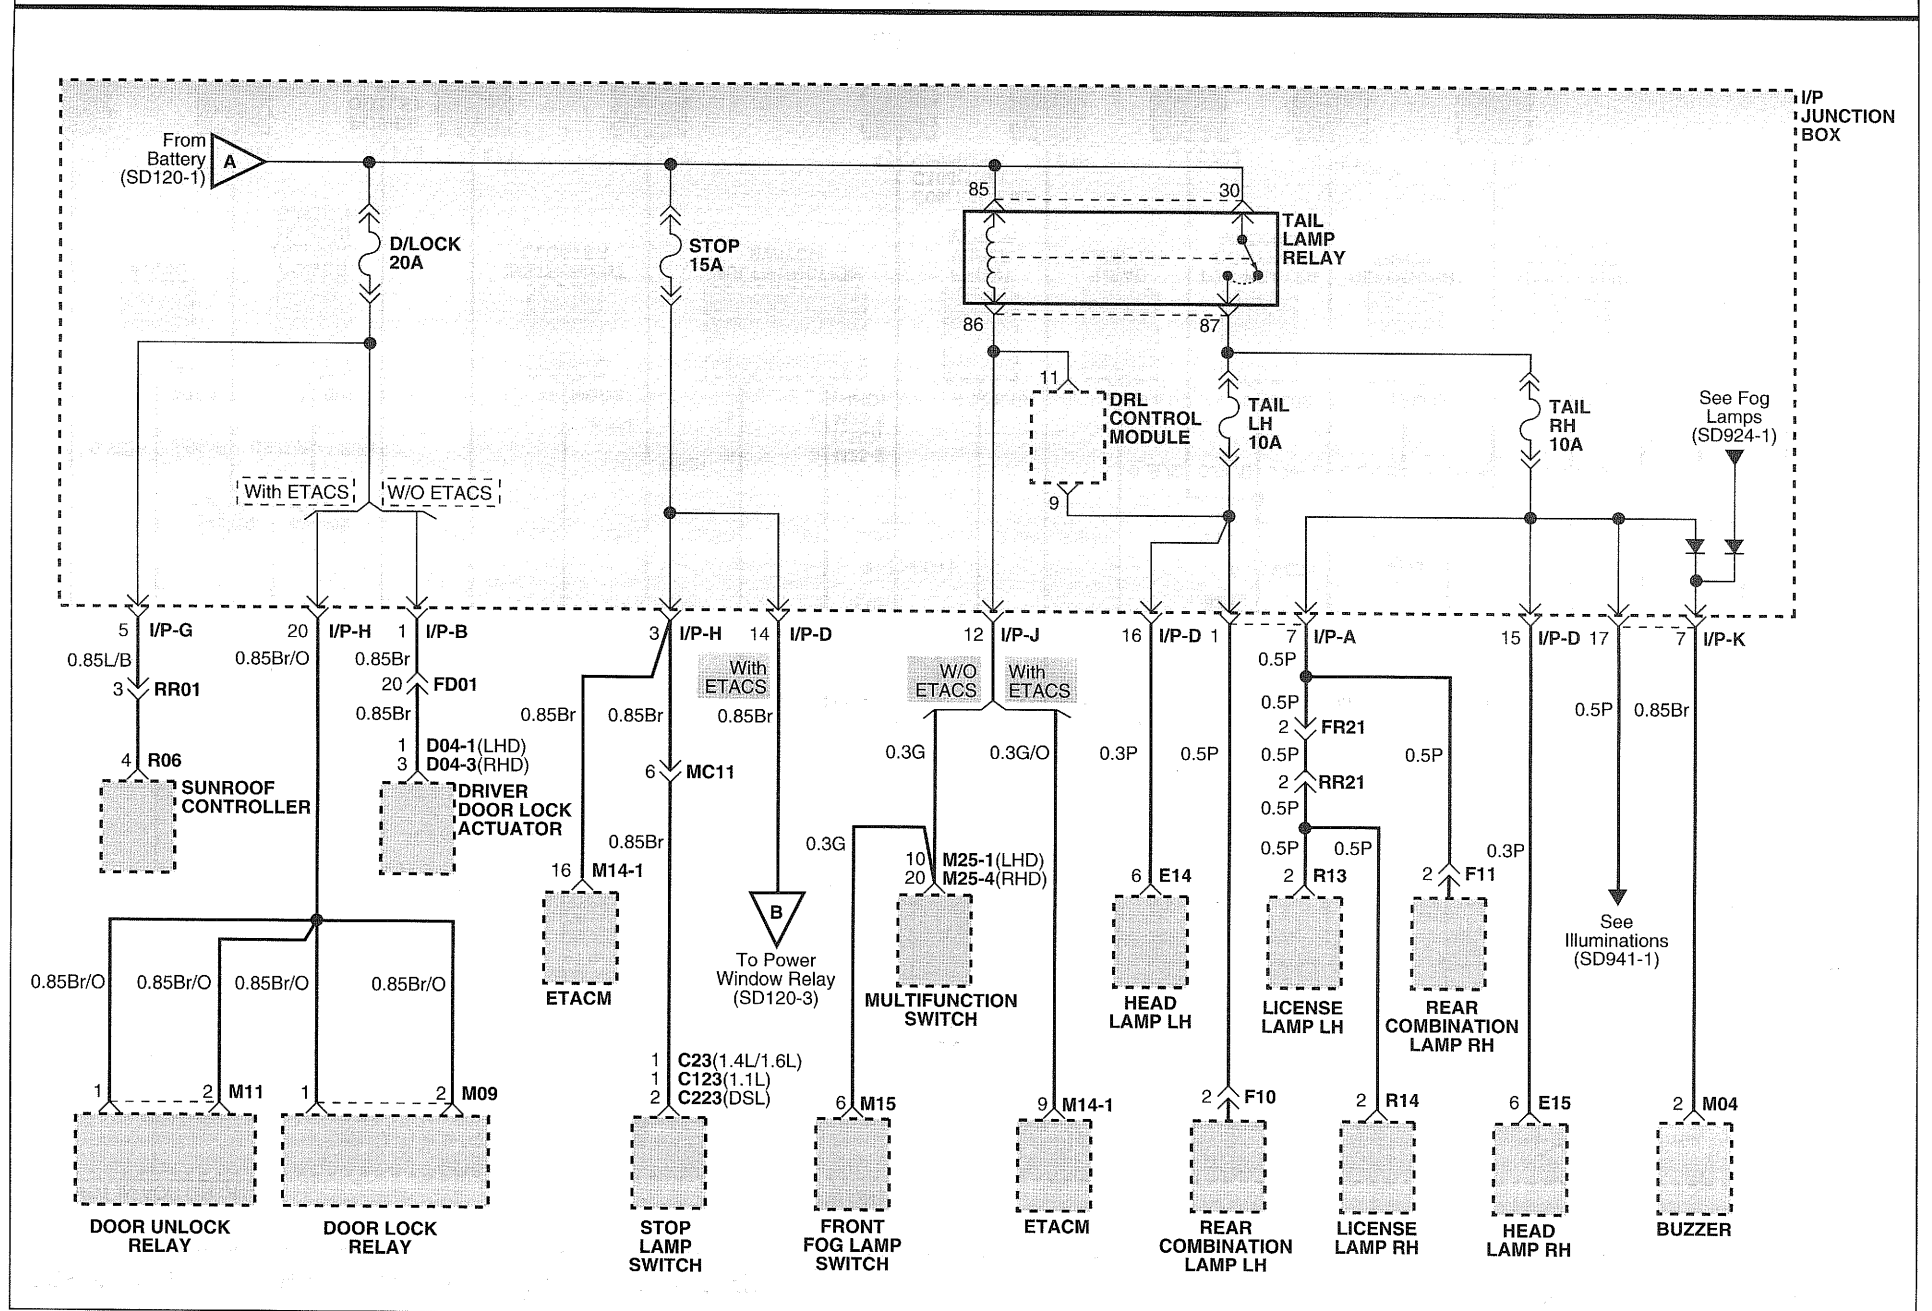 I/P
JUNCTION
BOX
From
Battery
(SD120-1)
A
85
30
TAIL
LAMP
RELAY
D/LOCK
20A
STOP
15A
86
87
11
DRL
CONTROL
MODULE
9
TAIL
LH
10A
TAIL
RH
10A
See Fog
Lamps
(SD924-1)
With ETACS
W/O ETACS
5 I/P-G
20 I/P-H
1 I/P-B
3 I/P-H
14 I/P-D
12 I/P-J
16 I/P-D
1
7 I/P-A
15 I/P-D
17
7 I/P-K
0.85L/B
0.85Br/O
0.85Br
With
ETACS
W/O
ETACS
With
ETACS
0.5P
3 RR01
20 FD01
0.85Br
0.85Br
0.85Br
0.85Br
0.5P
0.5P
0.85Br
2 FR21
1 D04-1(LHD)
3 D04-3(RHD)
4 R06
6 MC11
0.3G
0.3G/O
0.3P
0.5P
0.5P
0.5P
2 RR21
0.5P
SUNROOF
CONTROLLER
DRIVER
DOOR LOCK
ACTUATOR
0.85Br
0.3G
0.5P
0.5P
0.3P
16 M14-1
10 M25-1(LHD)
20 M25-4(RHD)
6 E14
2 R13
2 F11
B
See
Illuminations
(SD941-1)
To Power
Window Relay
(SD120-3)
0.85Br/O
0.85Br/O
0.85Br/O
0.85Br/O
ETACM
MULTIFUNCTION
SWITCH
HEAD
LAMP LH
LICENSE
LAMP LH
REAR
COMBINATION
LAMP RH
1 C23(1.4L/1.6L)
1 C123(1.1L)
2 C223(DSL)
1
2 M11
1
2 M09
6 M15
9 M14-1
2 F10
2 R14
6 E15
2 M04
DOOR UNLOCK
RELAY
DOOR LOCK
RELAY
STOP
LAMP
SWITCH
FRONT
FOG LAMP
SWITCH
ETACM
REAR
COMBINATION
LAMP LH
LICENSE
LAMP RH
HEAD
LAMP RH
BUZZER